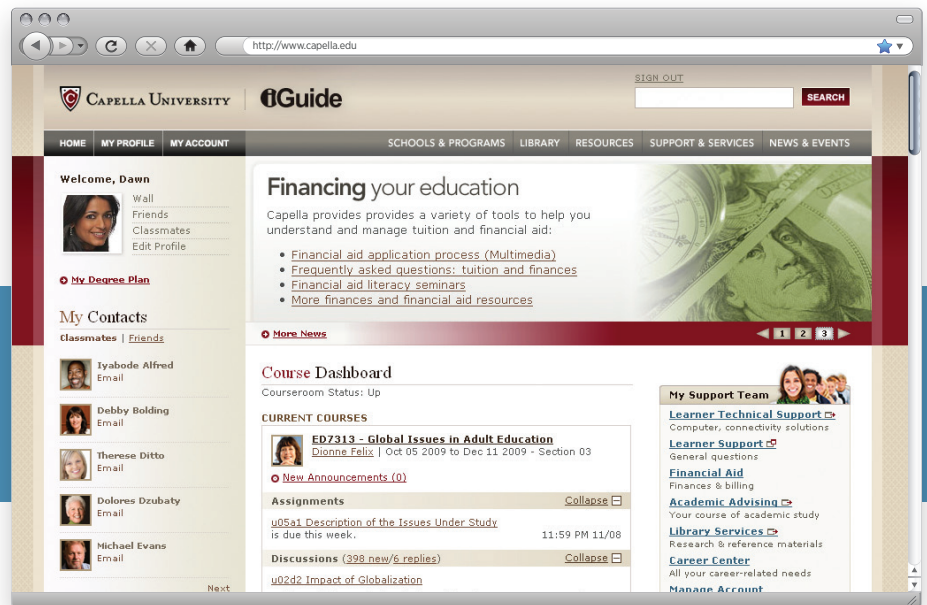 http://www.capella.edu
SIGN OUT
CAPELLA UNIVERSITY
iGuide
SEARCH
HOME MY PROFILE MY ACCOUNT
SCHOOLS & PROGRAMS LIBRARY RESOURCES SUPPORT & SERVICES NEWS & EVENTS
Welcome, Dawn
Wall
Friends
Classmates
Edit Profile
My Degree Plan
My Contacts
Classmates | Friends
Iyabode Alfred
Email
Debby Bolding
Email
Therese Ditto
Email
Dolores Dzubaty
Email
Michael Evans
Email
Next
Financing your education
Capella provides provides a variety of tools to help you
understand and manage tuition and financial aid:
• Financial aid application process (Multimedia)
• Frequently asked questions: tuition and finances
• Financial aid literacy seminars
• More finances and financial aid resources
More News
1 2 3
Course Dashboard
Courseroom Status: Up
CURRENT COURSES
ED7313 - Global Issues in Adult Education
Dionne Felix | Oct 05 2009 to Dec 11 2009 - Section 03
New Announcements (0)
Assignments Collapse
u05a1 Description of the Issues Under Study
is due this week. 11:59 PM 11/08
Discussions (398 new/6 replies) Collapse
u02d2 Impact of Globalization
My Support Team
Learner Technical Support
Computer, connectivity solutions
Learner Support
General questions
Financial Aid
Finances & billing
Academic Advising
Your course of academic study
Library Services
Research & reference materials
Career Center
All your career-related needs
Manage Account